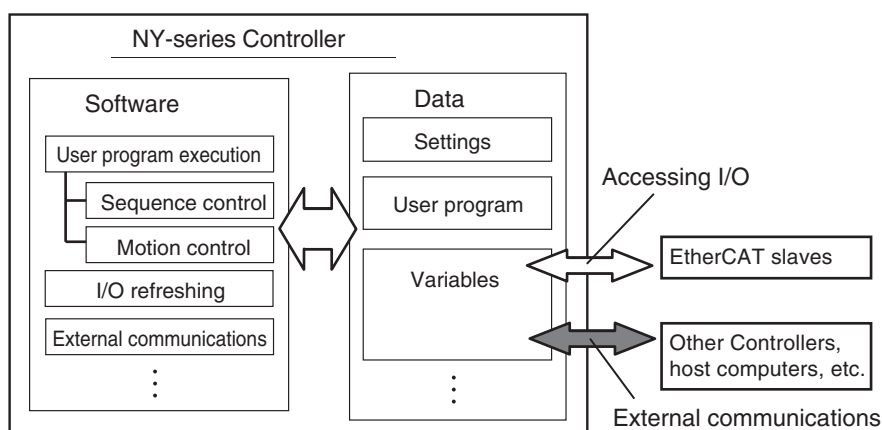 NY-series Controller
Software
User program execution
Sequence control
Motion control
I/O refreshing
External communications
Data
Settings
User program
Variables
Accessing I/O
EtherCAT slaves
Other Controllers,
host computers, etc.
External communications